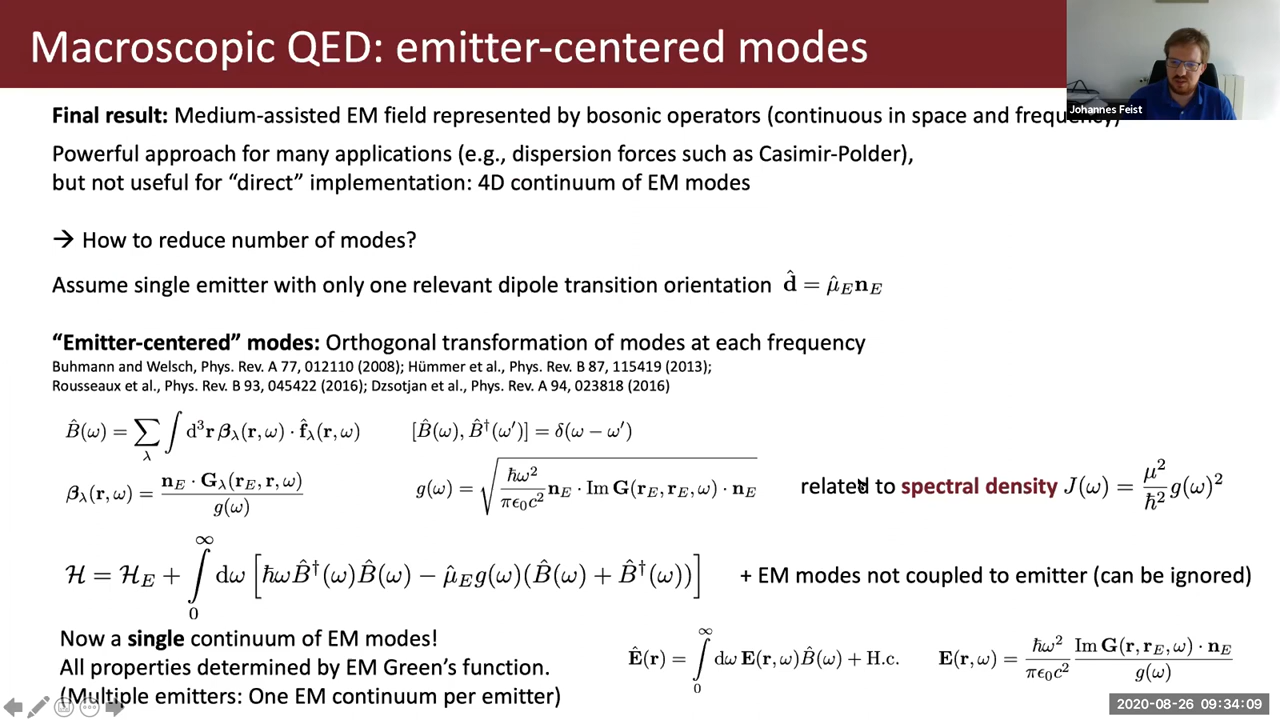 Macroscopic QED: emitter-centered modes
Johannes Feist
Final result: Medium-assisted EM field represented by bosonic operators (continuous in space and frequency)
Powerful approach for many applications (e.g., dispersion forces such as Casimir-Polder),
but not useful for “direct” implementation: 4D continuum of EM modes
→ How to reduce number of modes?
Assume single emitter with only one relevant dipole transition orientation d̂ = μ̂_E n_E
“Emitter-centered” modes: Orthogonal transformation of modes at each frequency
Buhmann and Welsch, Phys. Rev. A 77, 012110 (2008); Hümmer et al., Phys. Rev. B 87, 115419 (2013);
Rousseaux et al., Phys. Rev. B 93, 045422 (2016); Dzsotjan et al., Phys. Rev. A 94, 023818 (2016)
B̂(ω) = ∑_λ ∫ d³r β_λ(r, ω) · f̂_λ(r, ω) [B̂(ω), B̂†(ω′)] = δ(ω − ω′)
β_λ(r, ω) = n_E · G_λ(r_E, r, ω) / g(ω) g(ω) = √(ħω²/(πϵ₀c²) n_E · Im G(r_E, r_E, ω) · n_E) related to spectral density J(ω) = μ²/ħ² g(ω)²
ℋ = ℋ_E + ∫₀^∞ dω [ħωB̂†(ω)B̂(ω) − μ̂_E g(ω)(B̂(ω) + B̂†(ω))] + EM modes not coupled to emitter (can be ignored)
Now a single continuum of EM modes!
All properties determined by EM Green’s function.
(Multiple emitters: One EM continuum per emitter)
Ê(r) = ∫₀^∞ dω E(r, ω)B̂(ω) + H.c. E(r, ω) = ħω²/(πϵ₀c²) Im G(r, r_E, ω) · n_E / g(ω)
2020-08-26 09:34:09